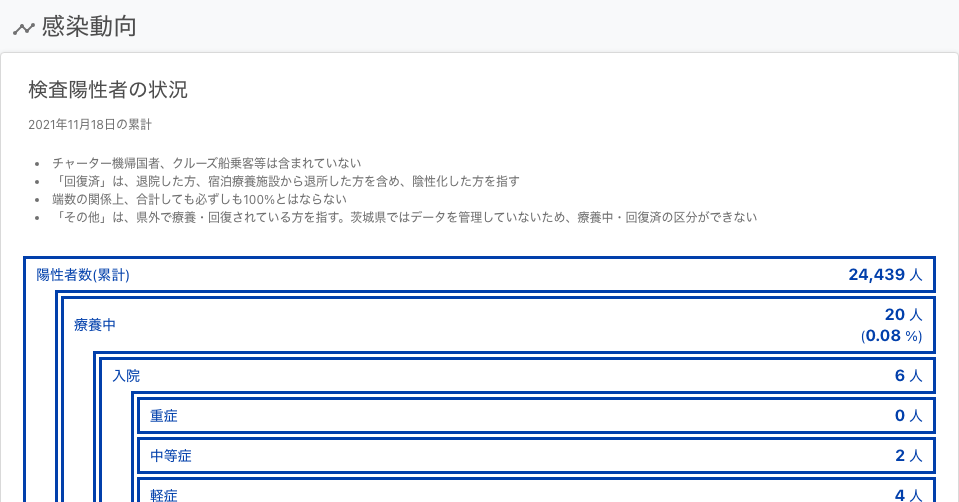 感染動向
検査陽性者の状況
2021年11月18日の累計
• チャーター機帰国者、クルーズ船乗客等は含まれていない
• 「回復済」は、退院した方、宿泊療養施設から退所した方を含め、陰性化した方を指す
• 端数の関係上、合計しても必ずしも100%とはならない
• 「その他」は、県外で療養・回復されている方を指す。茨城県ではデータを管理していないため、療養中・回復済の区分ができない
陽性者数(累計) 24,439 人
療養中 20 人
(0.08 %)
入院 6 人
重症 0 人
中等症 2 人
軽症 4 人